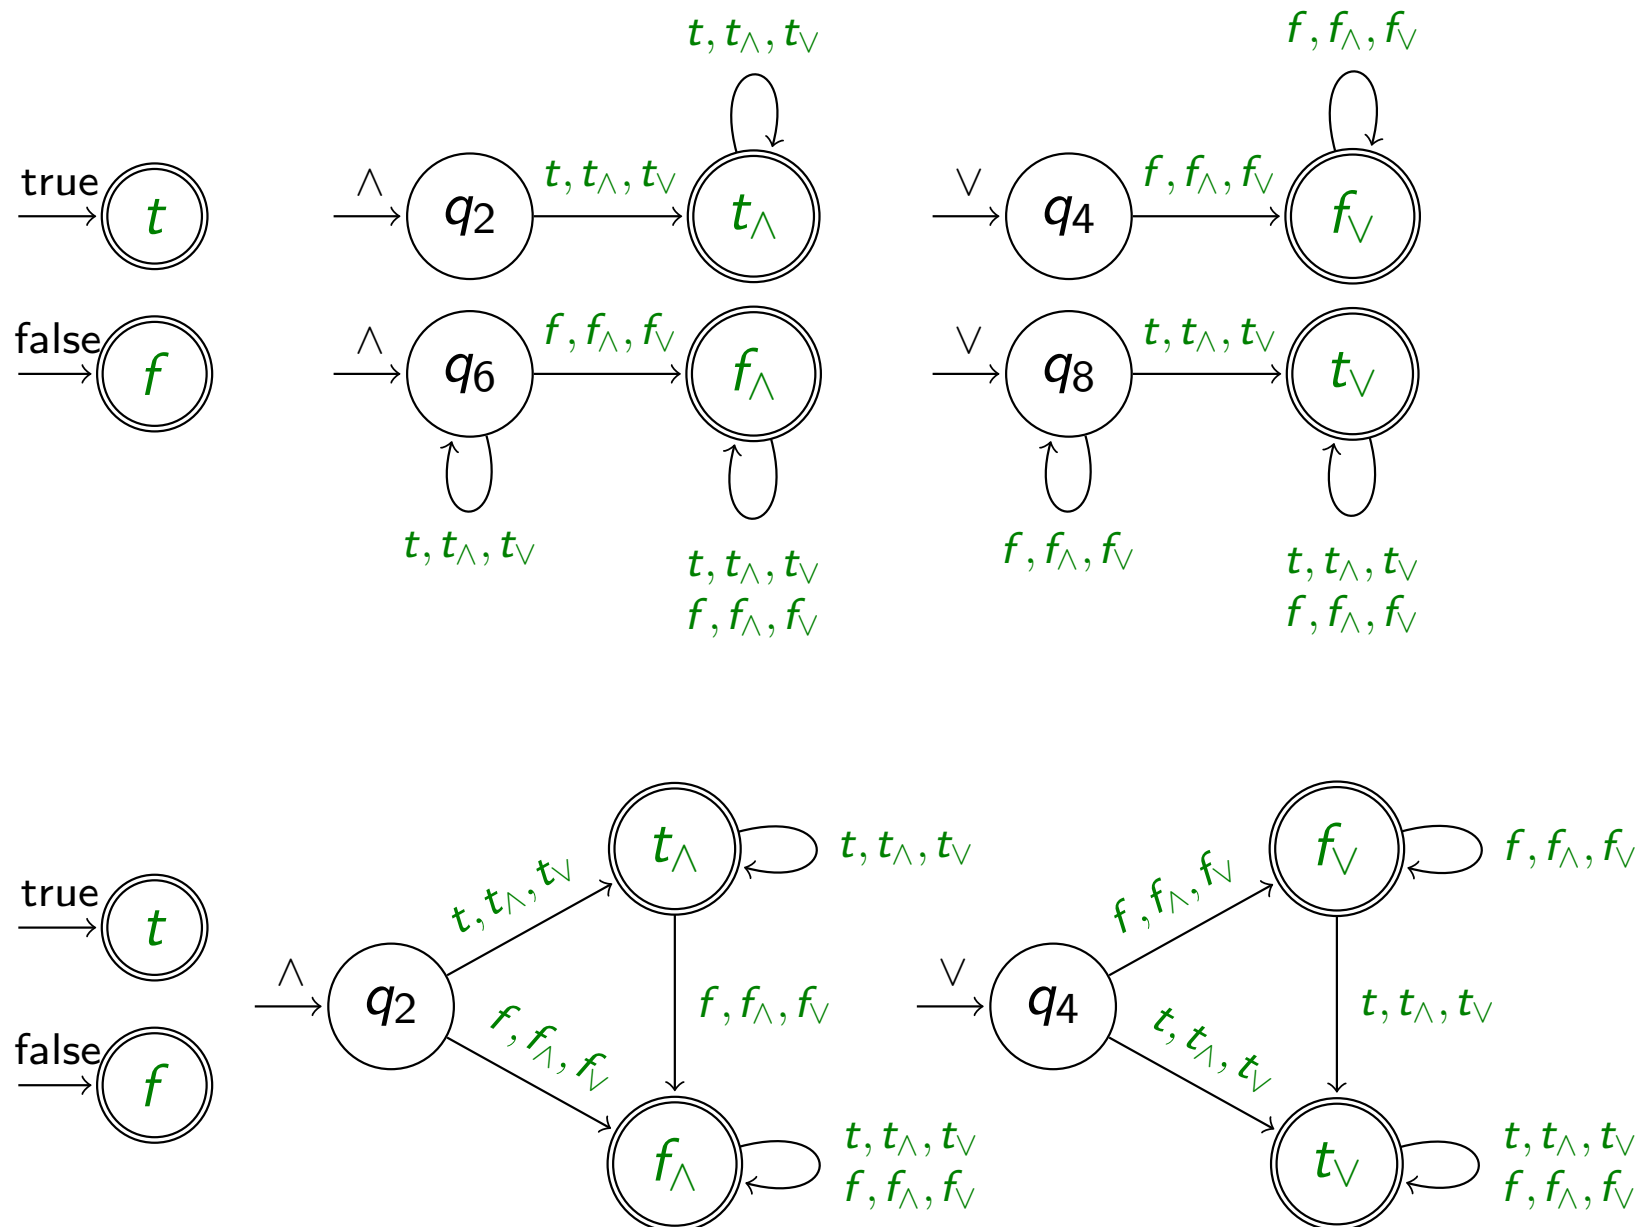 t, t∧, t∨
f, f∧, f∨
true
t
∧
q2
t, t∧, t∨
t∧
∨
q4
f, f∧, f∨
f∨
false
f
∧
q6
f, f∧, f∨
f∧
∨
q8
t, t∧, t∨
t∨
t, t∧, t∨
t, t∧, t∨
f, f∧, f∨
f, f∧, f∨
t, t∧, t∨
f, f∧, f∨
true
t
false
f
∧
q2
t, t∧, t∨
t∧
t, t∧, t∨
f, f∧, f∨
f, f∧, f∨
f∧
t, t∧, t∨
f, f∧, f∨
∨
q4
f, f∧, f∨
f∨
f, f∧, f∨
t, t∧, t∨
t, t∧, t∨
t∨
t, t∧, t∨
f, f∧, f∨